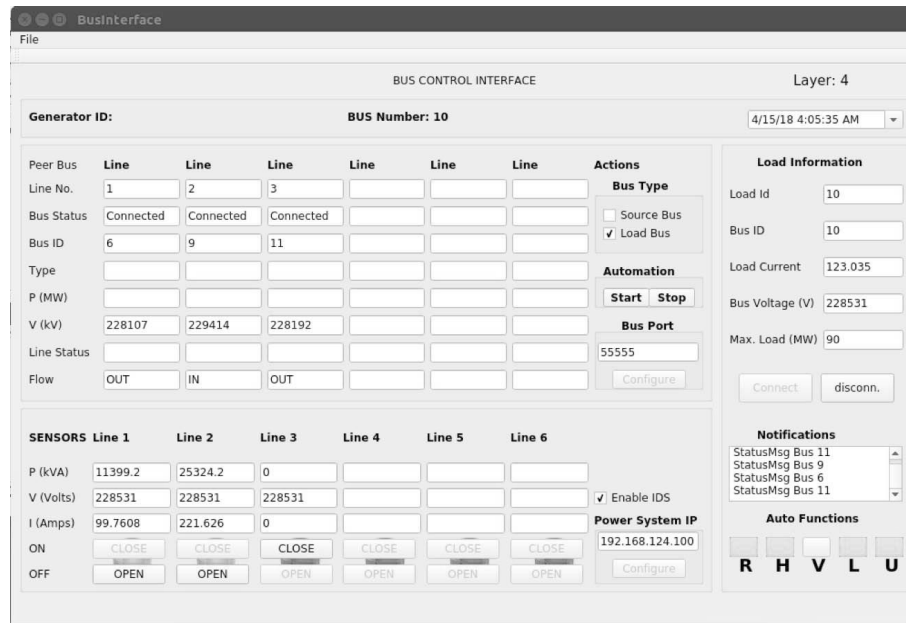 BusInterface
File
BUS CONTROL INTERFACE
Layer: 4
Generator ID:
BUS Number: 10
4/15/18 4:05:35 AM
Peer Bus Line Line Line Line Line Line
Line No. 1 2 3
Bus Status Connected Connected Connected
Bus ID 6 9 11
Type
P (MW)
V (kV) 228107 229414 228192
Line Status
Flow OUT IN OUT
Actions
Bus Type
Source Bus
Load Bus
Automation
Start Stop
Bus Port
55555
Configure
Load Information
Load Id 10
Bus ID 10
Load Current 123.035
Bus Voltage (V) 228531
Max. Load (MW) 90
Connect disconn.
SENSORS Line 1 Line 2 Line 3 Line 4 Line 5 Line 6
P (kVA) 11399.2 25324.2 0
V (Volts) 228531 228531 228531
I (Amps) 99.7608 221.626 0
ON CLOSE CLOSE CLOSE CLOSE CLOSE CLOSE
OFF OPEN OPEN OPEN OPEN OPEN OPEN
Enable IDS
Power System IP
192.168.124.100
Configure
Notifications
StatusMsg Bus 11
StatusMsg Bus 9
StatusMsg Bus 6
StatusMsg Bus 11
Auto Functions
R H V L U